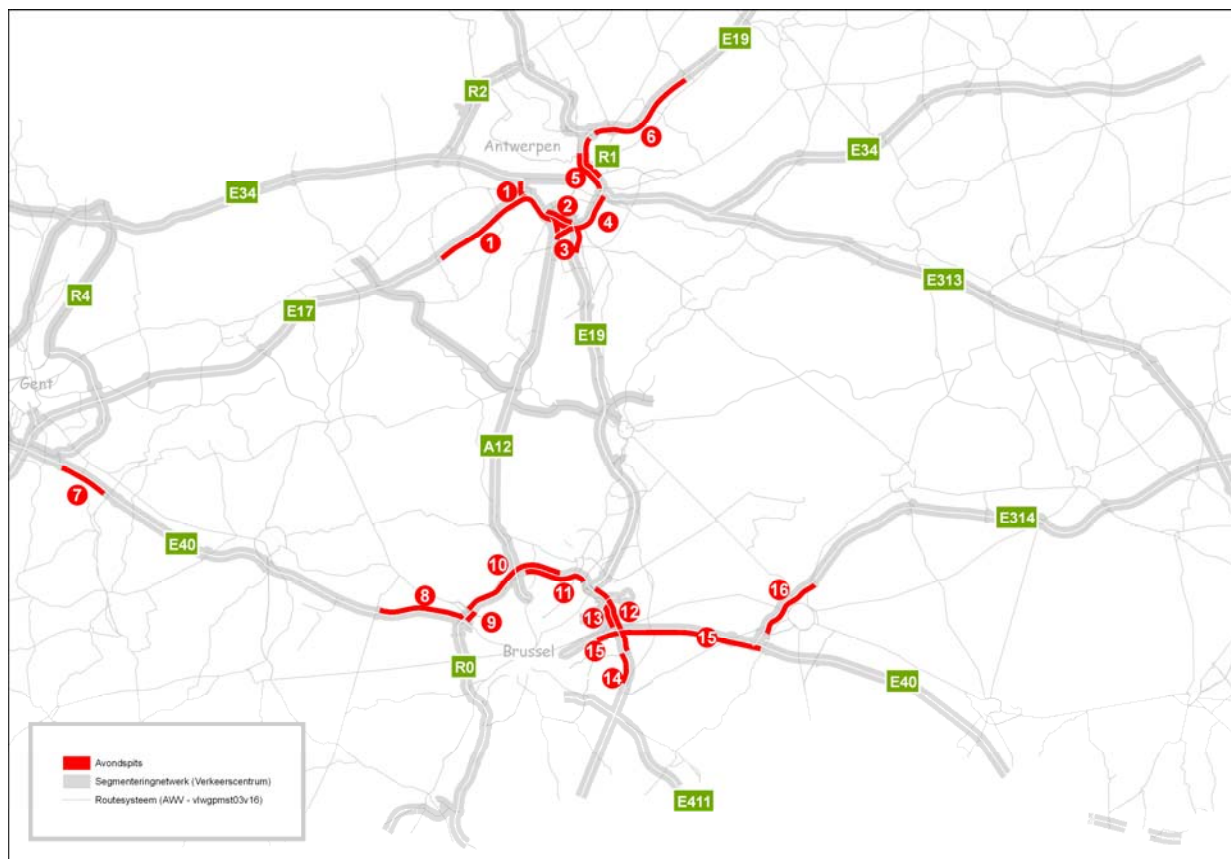 E19
R2
Antwerpen
6
R1
E34
5
E34
1
2
4
1
3
E313
R4
E17
E19
Gent
A12
7
E314
E40
10
11
16
8
12
9
13
15
Brussel
15
R0
14
E40
Avondspits
Segmenteringnetwerk (Verkeerscentrum)
Routesysteem (AWV - vlwgpmst03v16)
E411